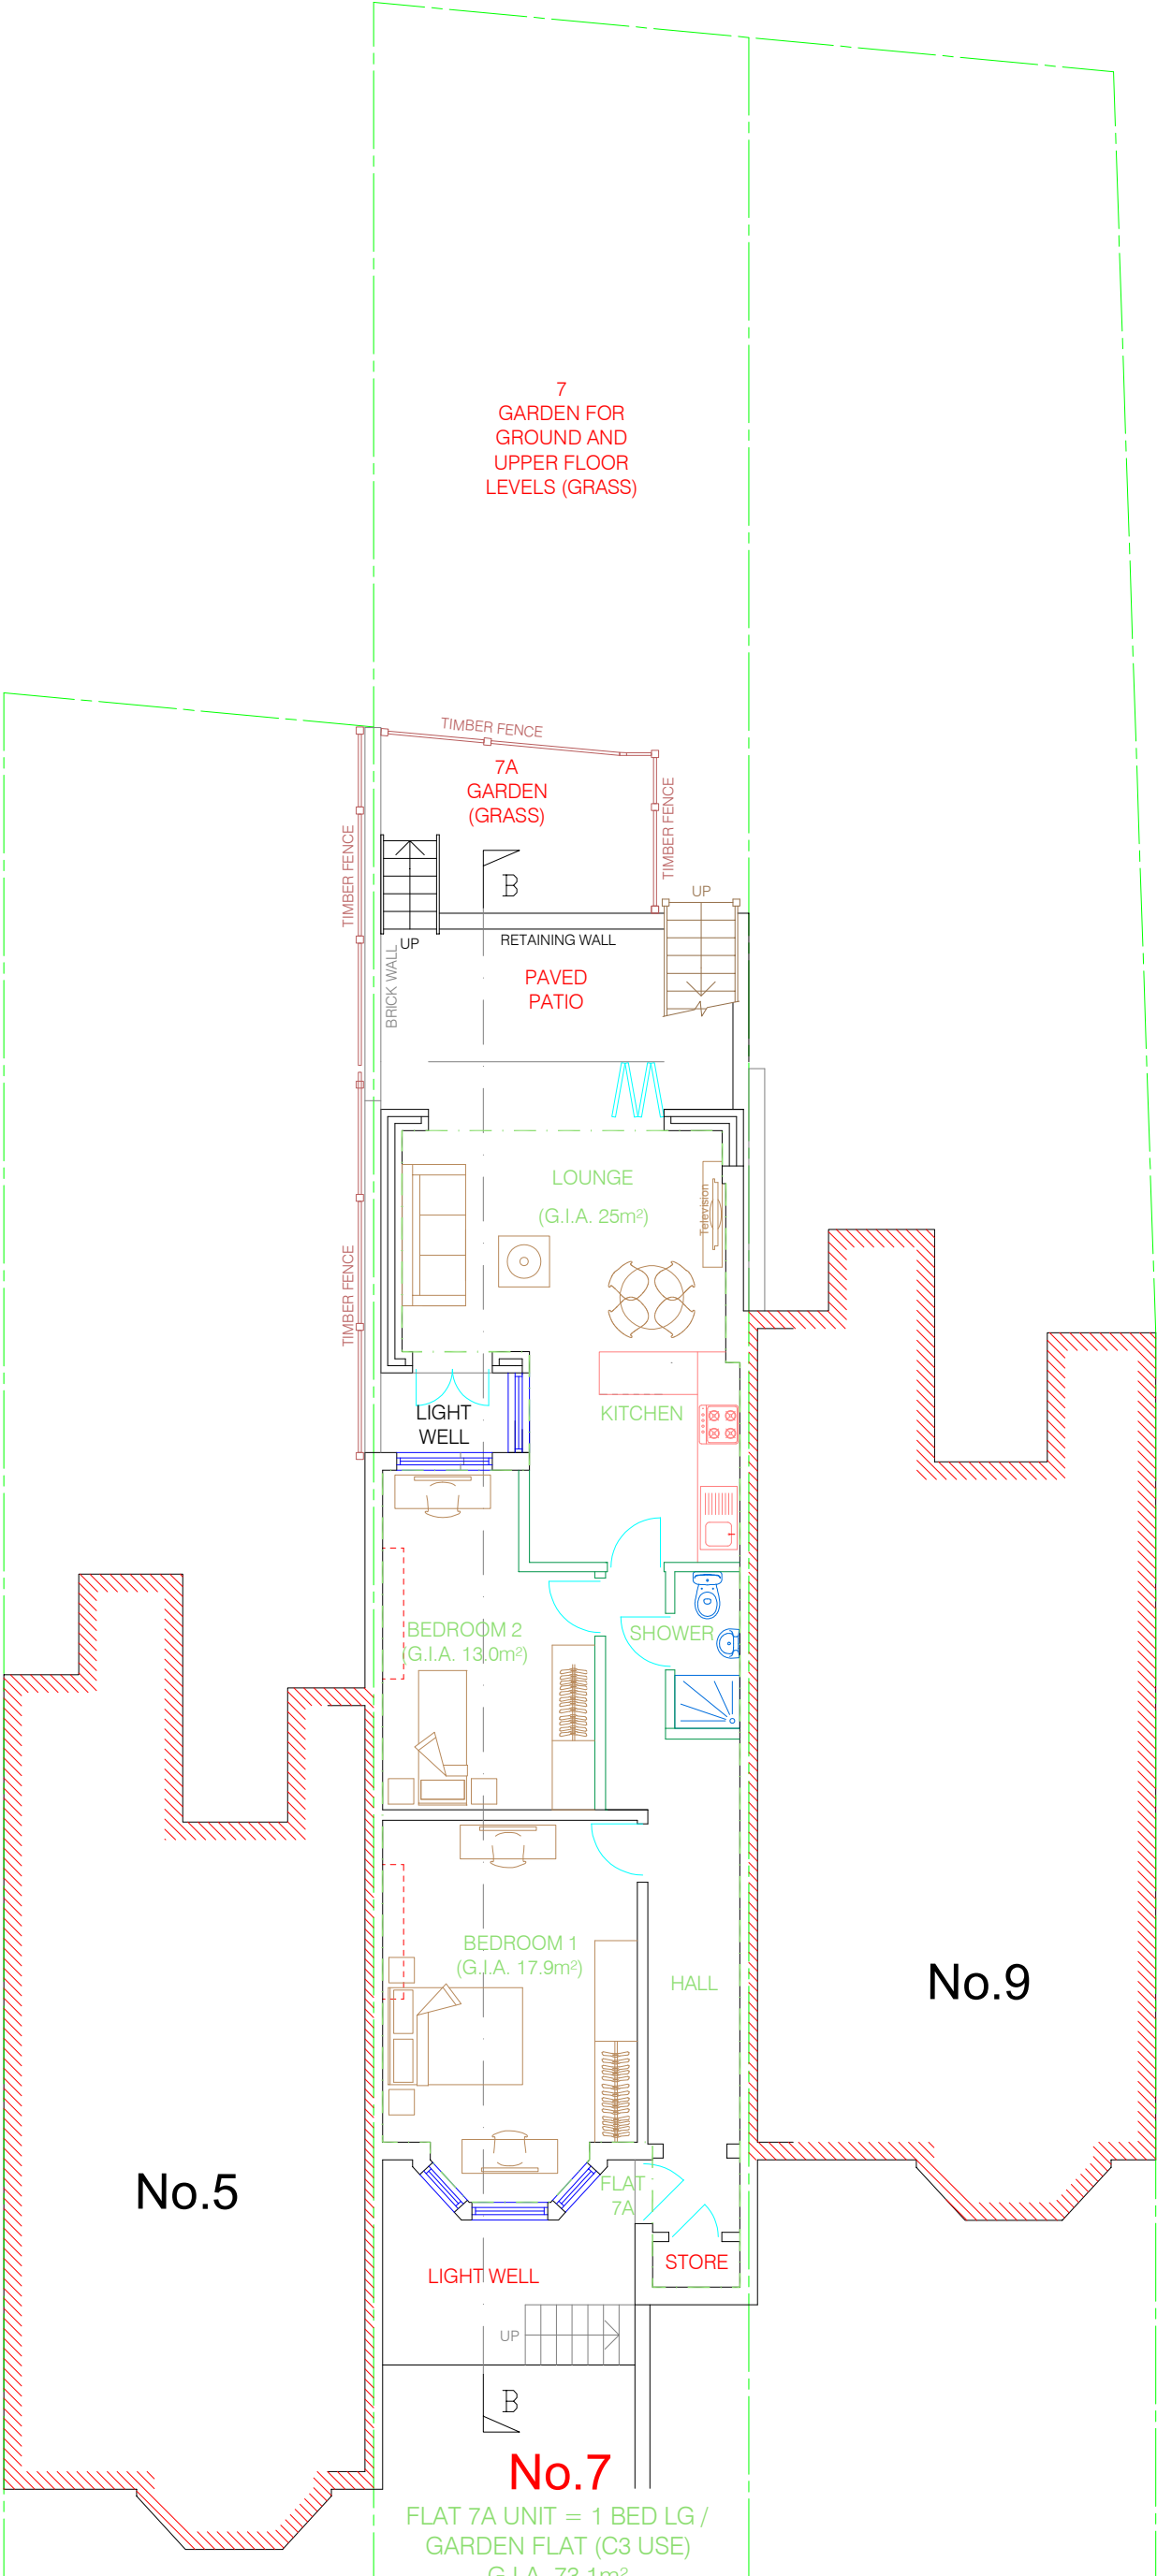 7
GARDEN FOR
GROUND AND
UPPER FLOOR
LEVELS (GRASS)
TIMBER FENCE
7A
GARDEN
(GRASS)
TIMBER FENCE
TIMBER FENCE
B
UP
UP
RETAINING WALL
BRICK WALL
PAVED
PATIO
LOUNGE
(G.I.A. 25m²)
Television
TIMBER FENCE
KITCHEN
LIGHT
WELL
BEDROOM 2
(G.I.A. 13.0m²)
SHOWER
BEDROOM 1
(G.I.A. 17.9m²)
HALL
No.9
No.5
FLAT
7A
STORE
LIGHT WELL
UP
B
No.7
FLAT 7A UNIT = 1 BED LG /
GARDEN FLAT (C3 USE)
G.I.A. 73.1m²